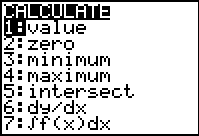 CALCULATE
1:value
2:zero
3:minimum
4:maximum
5:intersect
6:dy/dx
7:∫f(x)dx